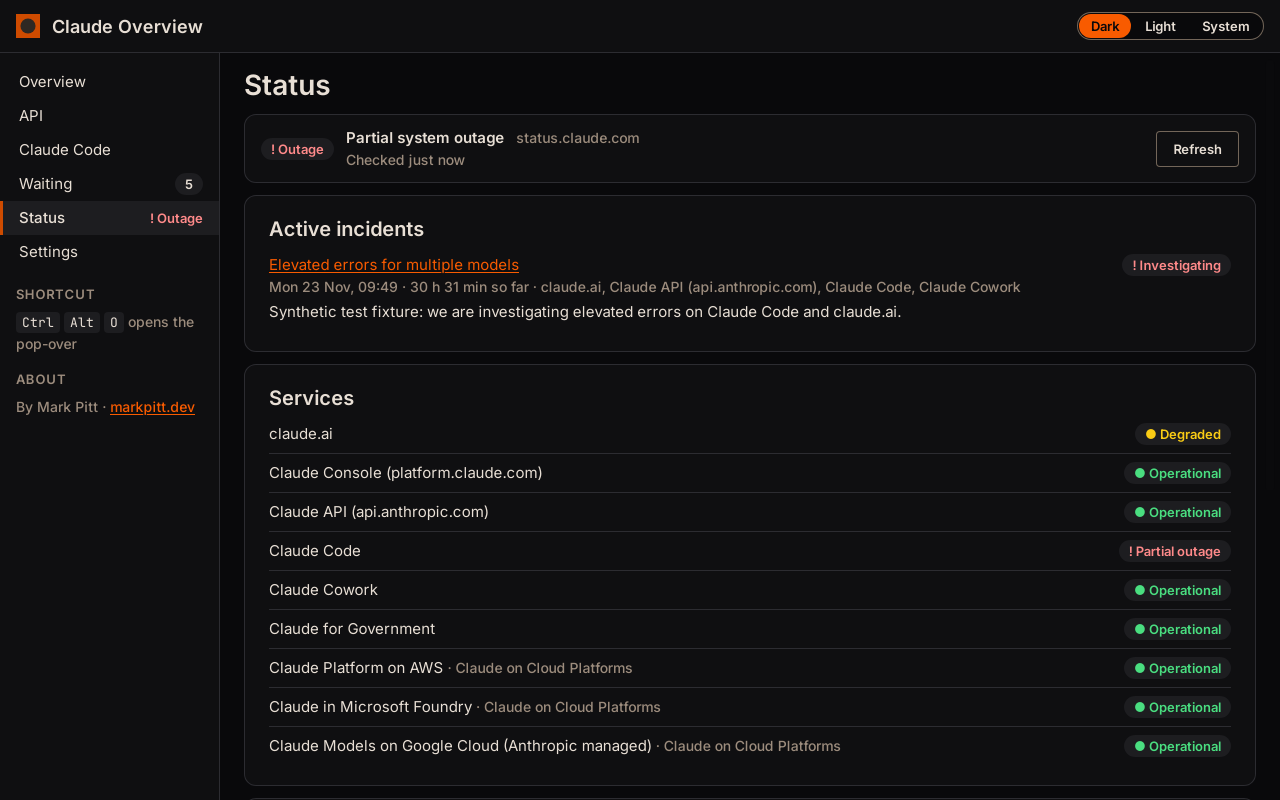 Claude Overview
Dark Light System
Overview
API
Claude Code
Waiting 5
Status ! Outage
Settings
SHORTCUT
Ctrl Alt O opens the
pop-over
ABOUT
By Mark Pitt · markpitt.dev
Status
! Outage
Partial system outage status.claude.com
Checked just now
Refresh
Active incidents
Elevated errors for multiple models ! Investigating
Mon 23 Nov, 09:49 · 30 h 31 min so far · claude.ai, Claude API (api.anthropic.com), Claude Code, Claude Cowork
Synthetic test fixture: we are investigating elevated errors on Claude Code and claude.ai.
Services
claude.ai Degraded
Claude Console (platform.claude.com) Operational
Claude API (api.anthropic.com) Operational
Claude Code ! Partial outage
Claude Cowork Operational
Claude for Government Operational
Claude Platform on AWS · Claude on Cloud Platforms Operational
Claude in Microsoft Foundry · Claude on Cloud Platforms Operational
Claude Models on Google Cloud (Anthropic managed) · Claude on Cloud Platforms Operational